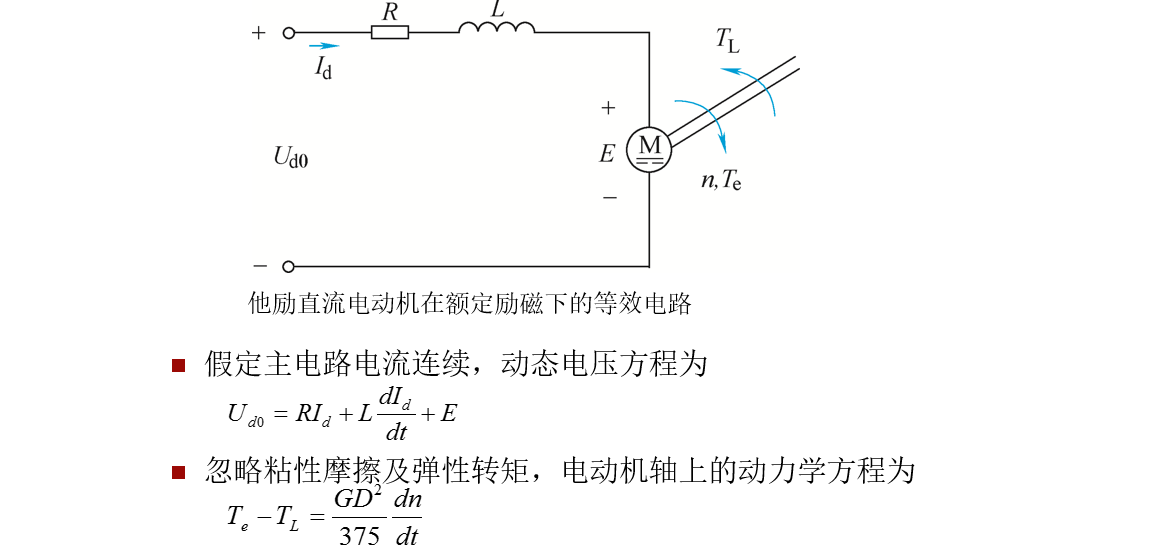 R L
+
I_d
T_L
+
U_d0
E M
n,T_e
−
−
他励直流电动机在额定励磁下的等效电路
假定主电路电流连续，动态电压方程为
U_{d0} = RI_d + L \frac{dI_d}{dt} + E
忽略粘性摩擦及弹性转矩，电动机轴上的动力学方程为
T_e − T_L = \frac{GD^2}{375} \frac{dn}{dt}